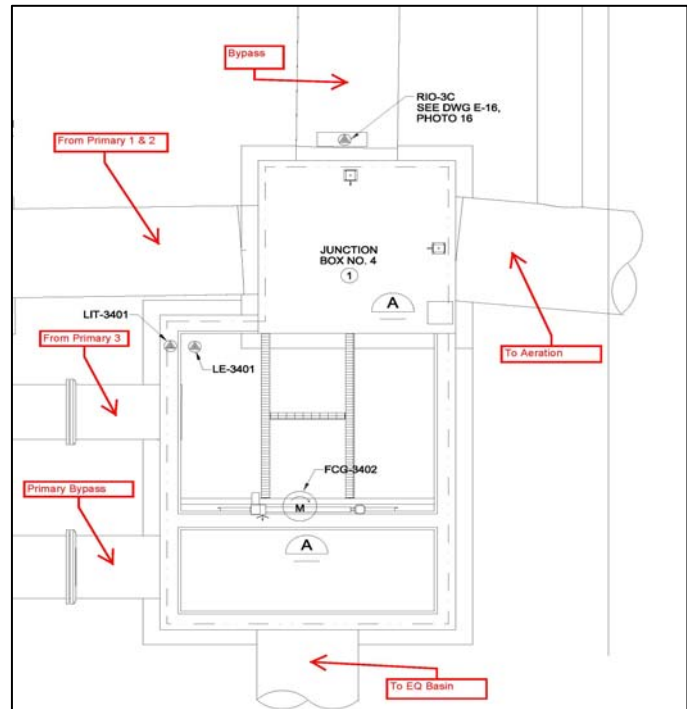 Bypass
RIO-3C
SEE DWG E-16,
PHOTO 16
From Primary 1 & 2
JUNCTION
BOX NO. 4
1
A
LIT-3401
From Primary 3
LE-3401
To Aeration
FCG-3402
Primary Bypass
M
A
To EQ Basin